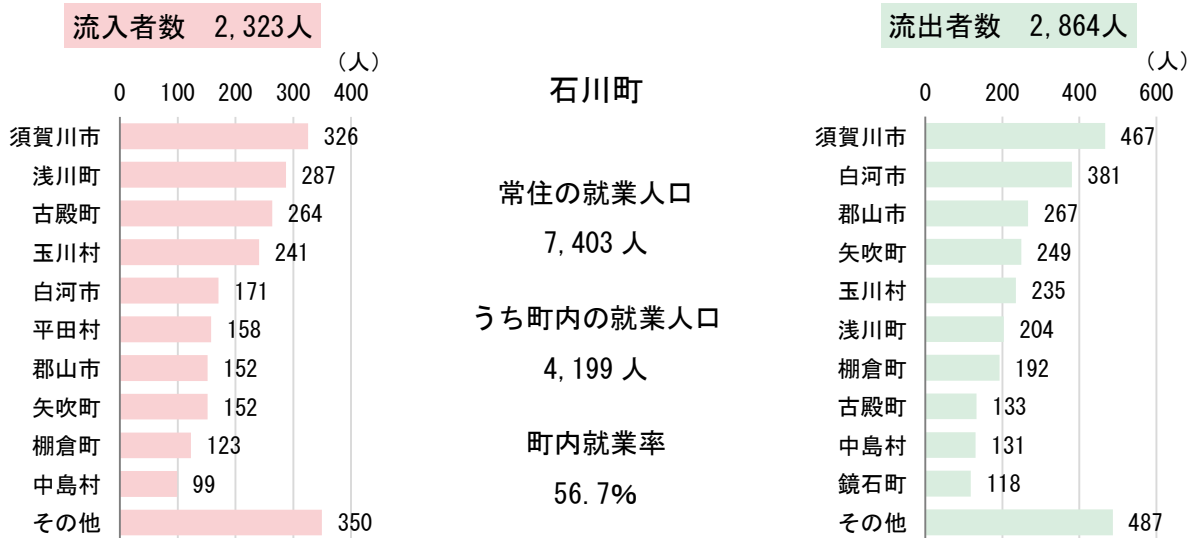 流入者数　2,323人
（人）
0 100 200 300 400
須賀川市 326
浅川町 287
古殿町 264
玉川村 241
白河市 171
平田村 158
郡山市 152
矢吹町 152
棚倉町 123
中島村 99
その他 350
石川町
常住の就業人口
7,403 人
うち町内の就業人口
4,199 人
町内就業率
56.7%
流出者数　2,864人
（人）
0 200 400 600
須賀川市 467
白河市 381
郡山市 267
矢吹町 249
玉川村 235
浅川町 204
棚倉町 192
古殿町 133
中島村 131
鏡石町 118
その他 487